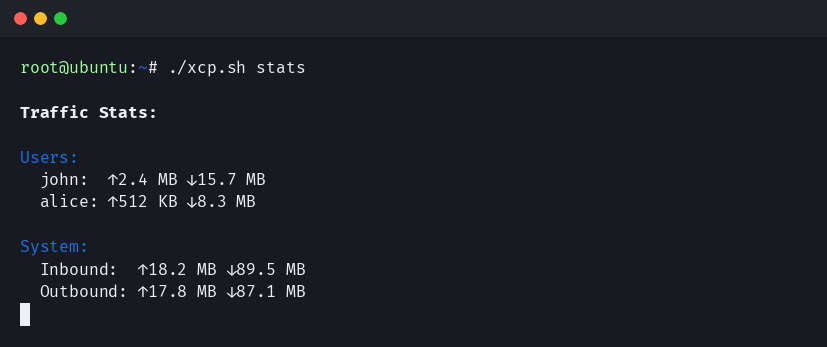 root@ubuntu:~# ./xcp.sh stats
Traffic Stats:
Users:
john: ↑2.4 MB ↓15.7 MB
alice: ↑512 KB ↓8.3 MB
System:
Inbound: ↑18.2 MB ↓89.5 MB
Outbound: ↑17.8 MB ↓87.1 MB